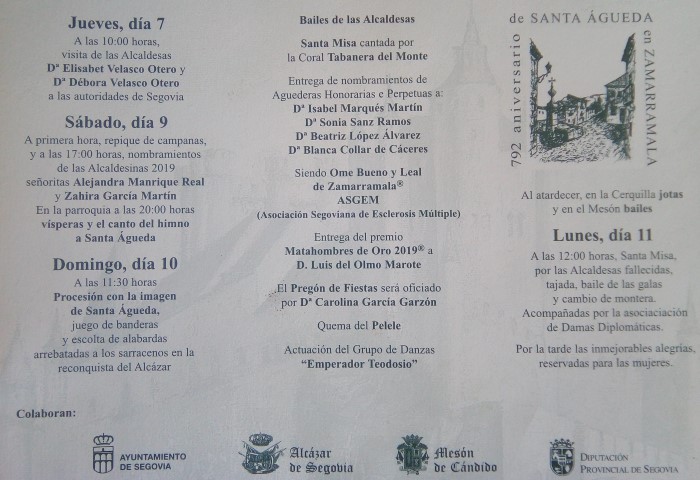 Jueves, día 7
A las 10:00 horas,
visita de las Alcaldesas
Dª Elisabet Velasco Otero y
Dª Débora Velasco Otero
a las autoridades de Segovia
Sábado, día 9
A primera hora, repique de campanas,
y a las 17:00 horas, nombramientos
de las Alcaldesinas 2019
señoritas Alejandra Manrique Real
y Zahira García Martín
En la parroquia a las 20:00 horas
vísperas y el canto del himno
a Santa Águeda
Domingo, día 10
A las 11:30 horas
Procesión con la imagen
de Santa Águeda,
juego de banderas
y escolta de alabardas
arrebatadas a los sarracenos en la
reconquista del Alcázar
Bailes de las Alcaldesas
Santa Misa cantada por
la Coral Tabanera del Monte
Entrega de nombramientos de
Aguederas Honorarias e Perpetuas a:
Dª Isabel Marqués Martín
Dª Sonia Sanz Ramos
Dª Beatriz López Álvarez
Dª Blanca Collar de Cáceres
Siendo Ome Bueno y Leal
de Zamarramala®
ASGEM
(Asociación Segoviana de Esclerosis Múltiple)
Entrega del premio
Matahombres de Oro 2019® a
D. Luis del Olmo Marote
El Pregón de Fiestas será oficiado
por Dª Carolina García Garzón
Quema del Pelele
Actuación del Grupo de Danzas
“Emperador Teodosio”
792 aniversario
de SANTA ÁGUEDA
en ZAMARRAMALA
Al atardecer, en la Cerquilla jotas
y en el Mesón bailes
Lunes, día 11
A las 12:00 horas, Santa Misa,
por las Alcaldesas fallecidas,
tajada, baile de las galas
y cambio de montera.
Acompañadas por la asociaciación
de Damas Diplomáticas.
Por la tarde las inmejorables alegrías,
reservadas para las mujeres.
Colaboran:
AYUNTAMIENTO
DE SEGOVIA
Alcázar
de Segovia
Mesón
de Cándido
DIPUTACIÓN
PROVINCIAL DE SEGOVIA